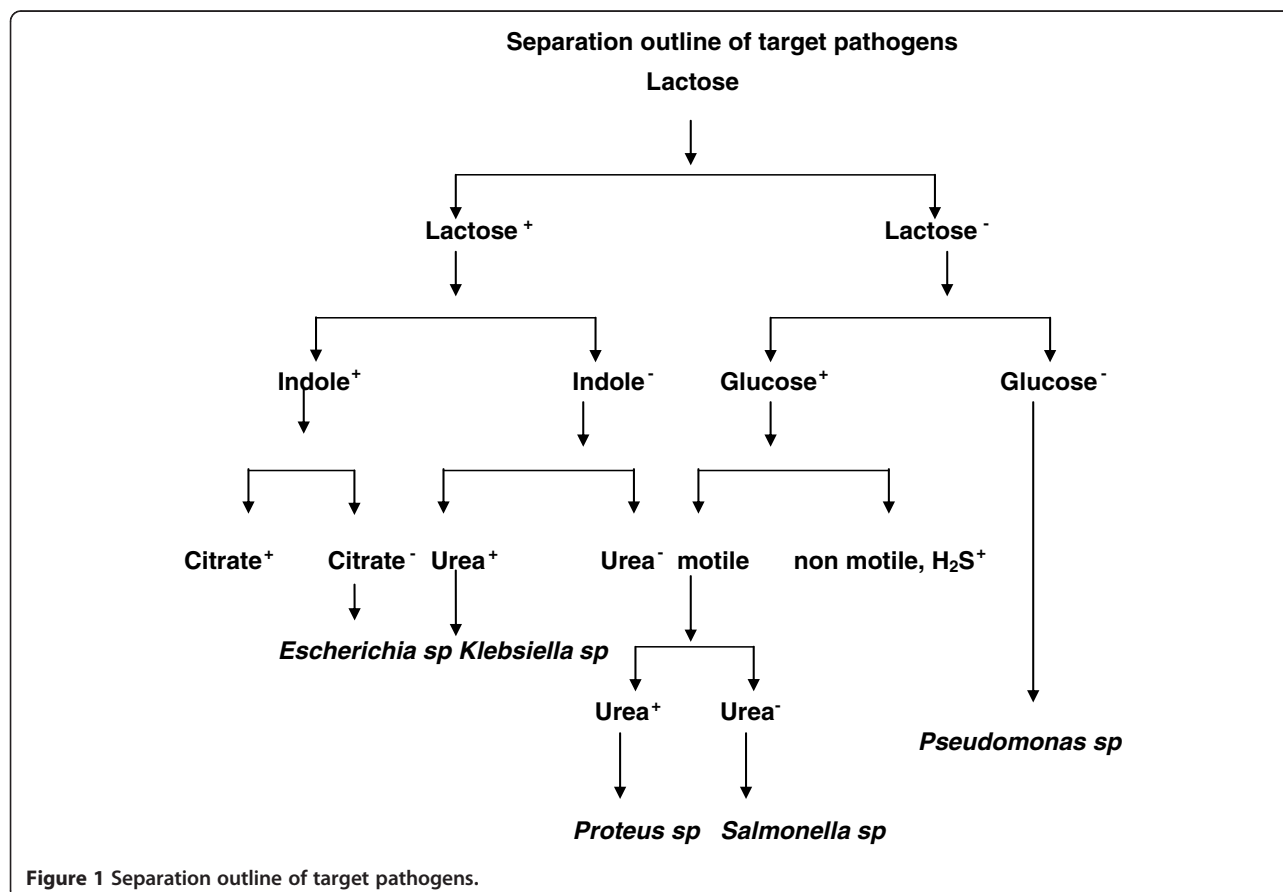 Separation outline of target pathogens
Lactose
Lactose⁺ Lactose⁻
Indole⁺ Indole⁻ Glucose⁺ Glucose⁻
Citrate⁺ Citrate⁻ Urea⁺ Urea⁻ motile non motile, H₂S⁺
Escherichia sp Klebsiella sp
Urea⁺ Urea⁻
Pseudomonas sp
Proteus sp Salmonella sp
Figure 1 Separation outline of target pathogens.